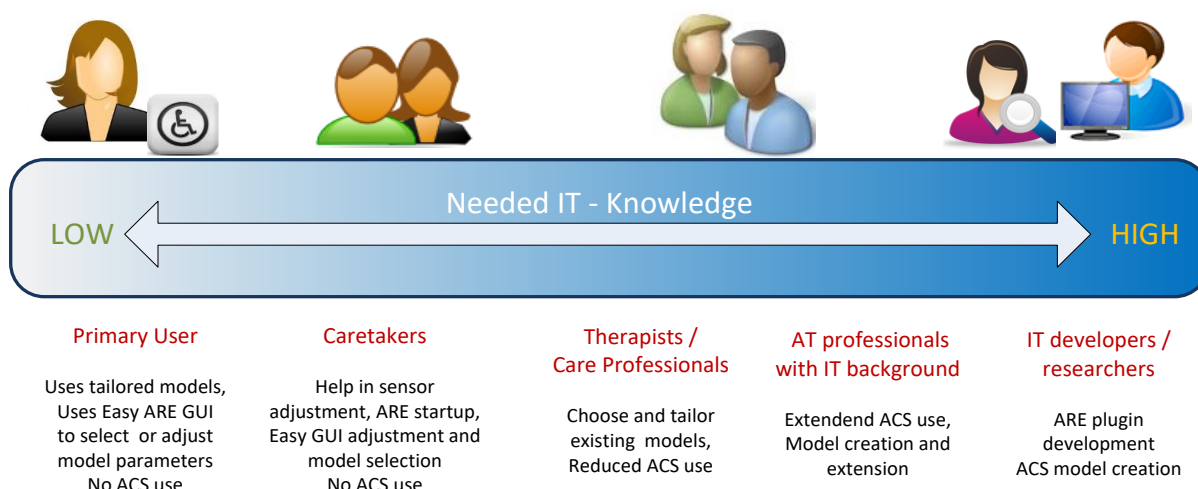 Needed IT - Knowledge
LOW
HIGH
Primary User
Uses tailored models,
Uses Easy ARE GUI
to select or adjust
model parameters
No ACS use
Caretakers
Help in sensor
adjustment, ARE startup,
Easy GUI adjustment and
model selection
No ACS use
Therapists /
Care Professionals
Choose and tailor
existing models,
Reduced ACS use
AT professionals
with IT background
Extendend ACS use,
Model creation and
extension
IT developers /
researchers
ARE plugin
development
ACS model creation